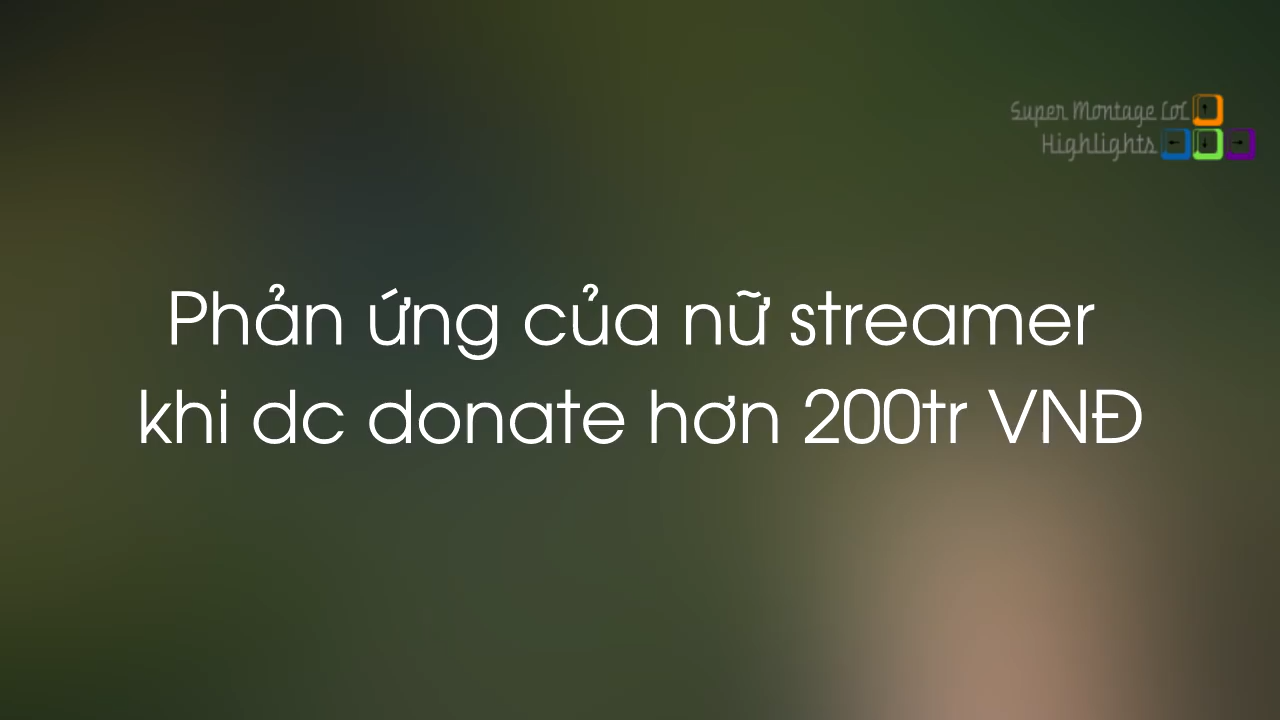 Super Montage LoL
Highlights
Phản ứng của nữ streamer
khi dc donate hơn 200tr VNĐ